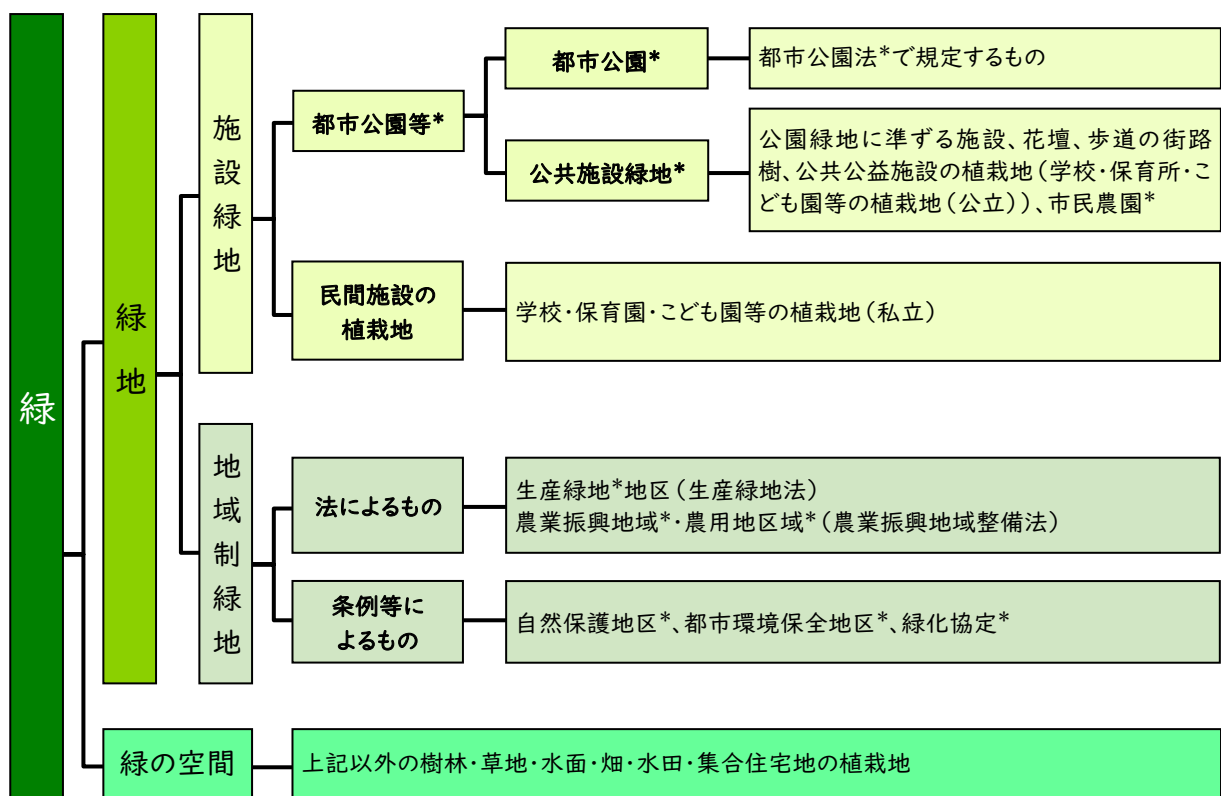 緑
緑地
施設緑地
都市公園等*
都市公園*
都市公園法*で規定するもの
公共施設緑地*
公園緑地に準ずる施設、花壇、歩道の街路
樹、公共公益施設の植栽地(学校・保育所・こ
ども園等の植栽地(公立))、市民農園*
民間施設の
植栽地
学校・保育園・こども園等の植栽地(私立)
地域制緑地
法によるもの
生産緑地*地区(生産緑地法)
農業振興地域*・農用地区域*(農業振興地域整備法)
条例等に
よるもの
自然保護地区*、都市環境保全地区*、緑化協定*
緑の空間
上記以外の樹林・草地・水面・畑・水田・集合住宅地の植栽地